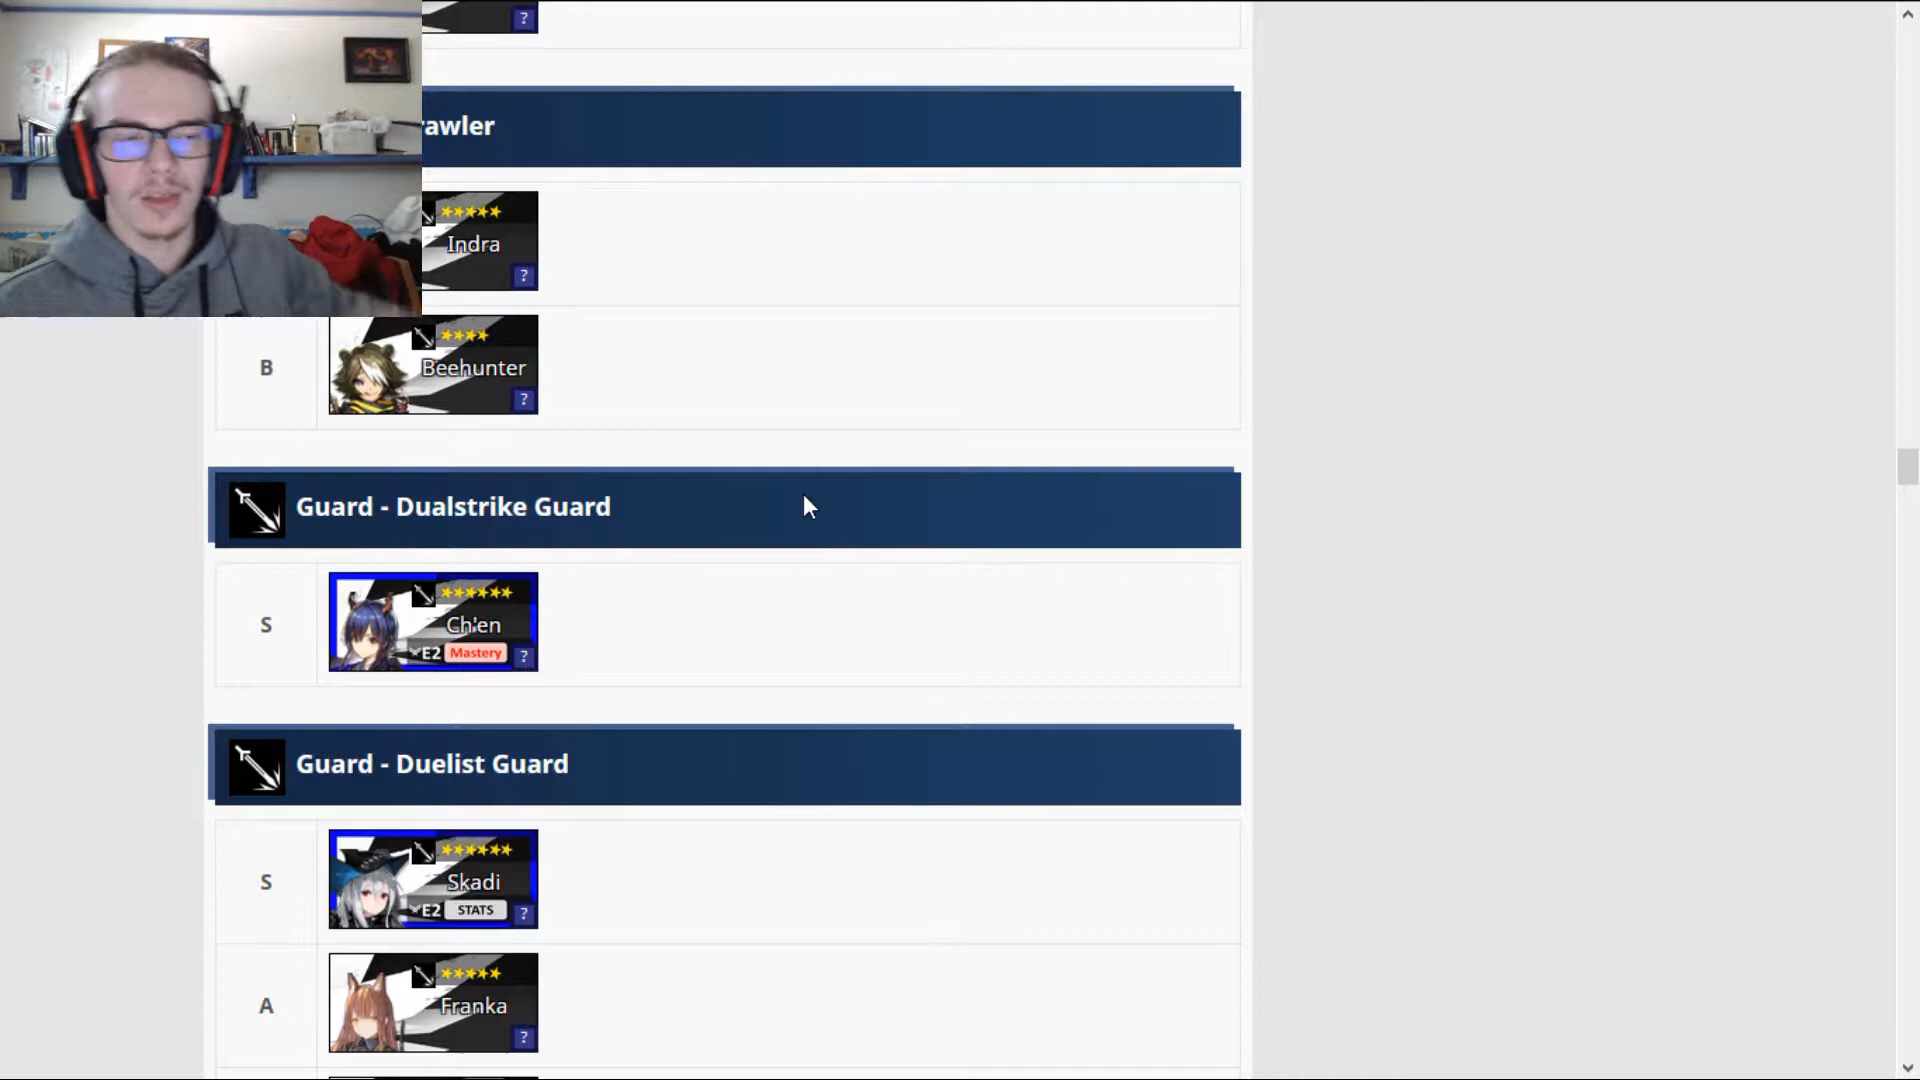 ?
rawler
Indra
?
B
Beehunter
?
Guard - Dualstrike Guard
S
Ch'en
E2 Mastery
?
Guard - Duelist Guard
S
Skadi
E2 STATS
?
A
Franka
?